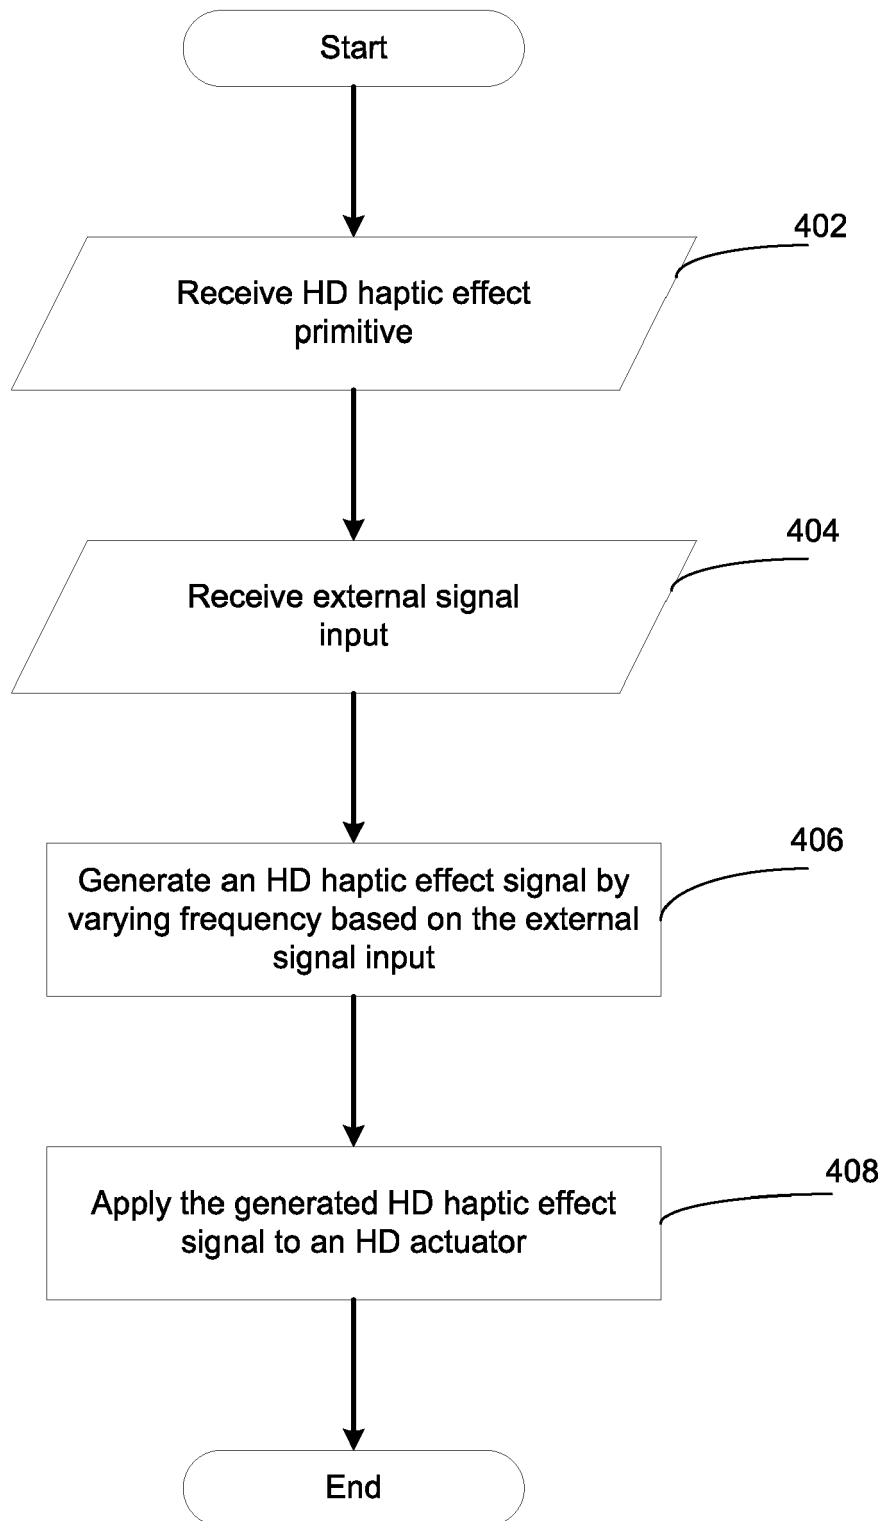 Start
402
Receive HD haptic effect
primitive
404
Receive external signal
input
406
Generate an HD haptic effect signal by
varying frequency based on the external
signal input
408
Apply the generated HD haptic effect
signal to an HD actuator
End